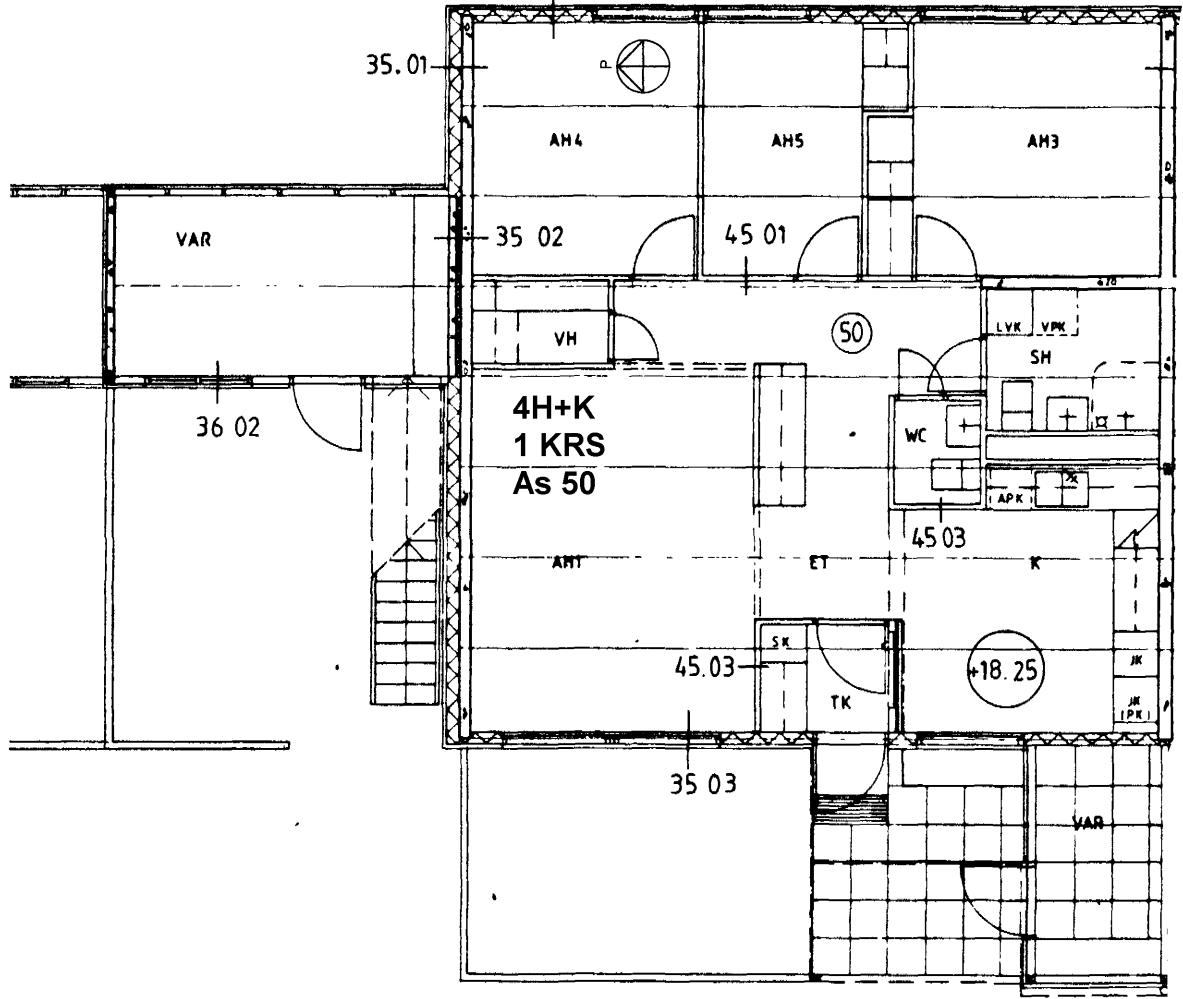 35.01
P
AH4
AH5
AH3
VAR
35 02
45 01
50
VH
LVK
VPK
SH
36 02
4H+K
1 KRS
As 50
WC
APK
45 03
AH1
ET
K
SK
45.03
TK
+18.25
JK
JK
(PK)
35 03
VAR